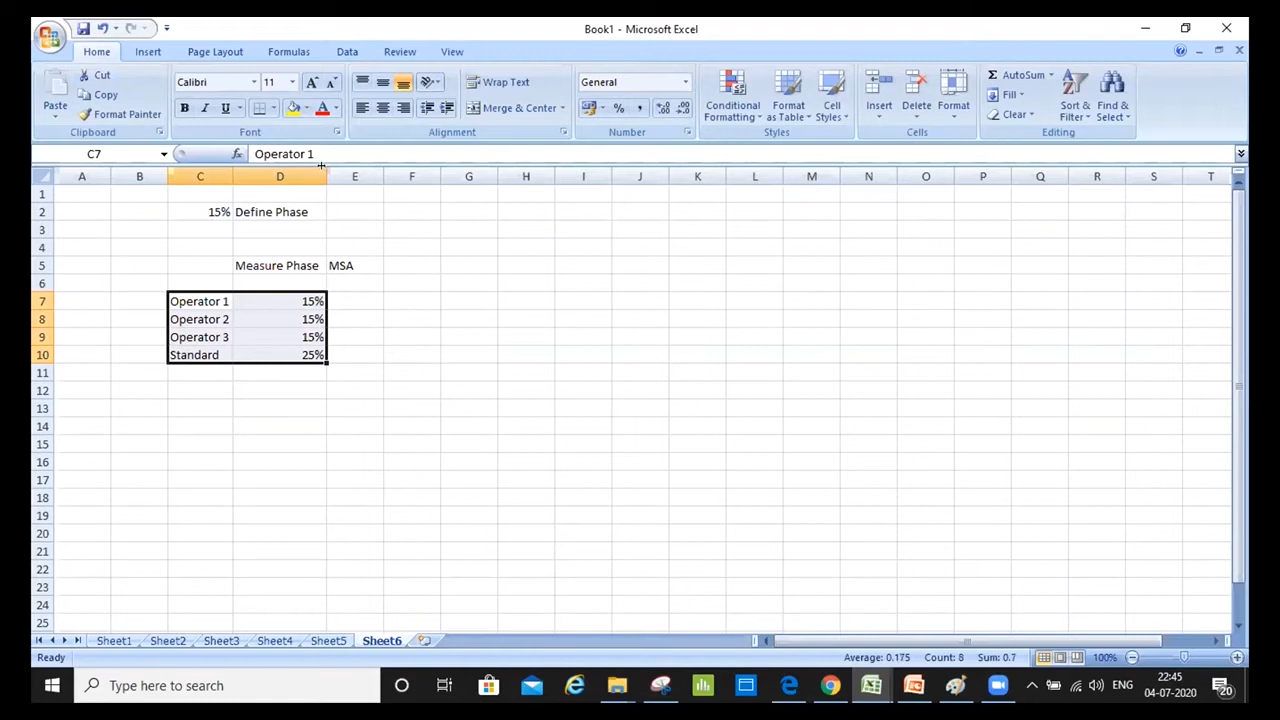 Book1 - Microsoft Excel
Home Insert Page Layout Formulas Data Review View
Cut
Copy
Format Painter
Paste
Clipboard
Calibri 11
B I U
Font
Wrap Text
Merge & Center
Alignment
General
%
Number
Conditional Formatting
Format as Table
Cell Styles
Styles
Insert Delete Format
Cells
AutoSum
Fill
Clear
Sort & Filter
Find & Select
Editing
C7 fx Operator 1
A B C D E F G H I J K L M N O P Q R S T
1
2 15% Define Phase
3
4
5 Measure Phase MSA
6
7 Operator 1 15%
8 Operator 2 15%
9 Operator 3 15%
10 Standard 25%
11
12
13
14
15
16
17
18
19
20
21
22
23
24
25
Sheet1 Sheet2 Sheet3 Sheet4 Sheet5 Sheet6
Ready Average: 0.175 Count: 8 Sum: 0.7 100%
Type here to search
ENG
22:45
04-07-2020
20